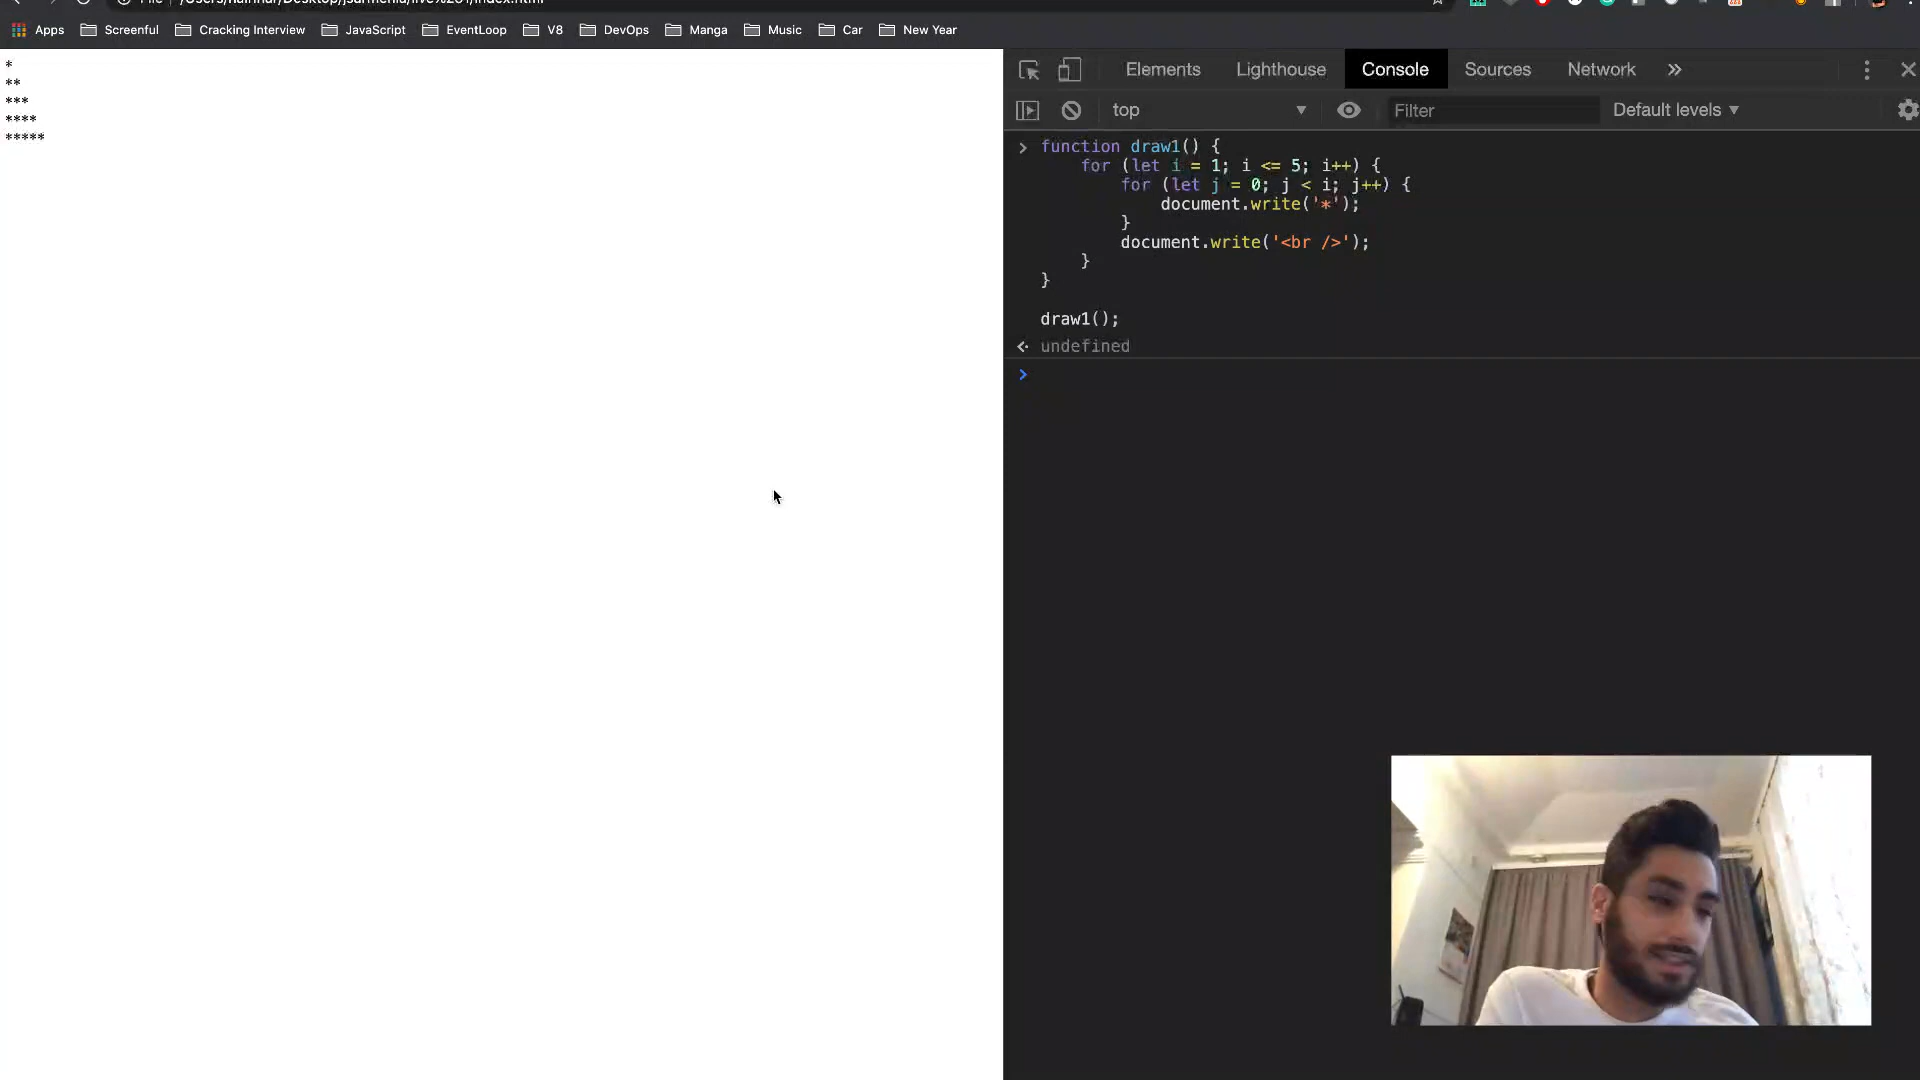 Apps Screenful Cracking Interview JavaScript EventLoop V8 DevOps Manga Music Car New Year
*
**
***
****
*****
Elements Lighthouse Console Sources Network »
top Filter Default levels
function draw1() {
for (let i = 1; i <= 5; i++) {
for (let j = 0; j < i; j++) {
document.write('*');
}
document.write('<br />');
}
}
draw1();
undefined